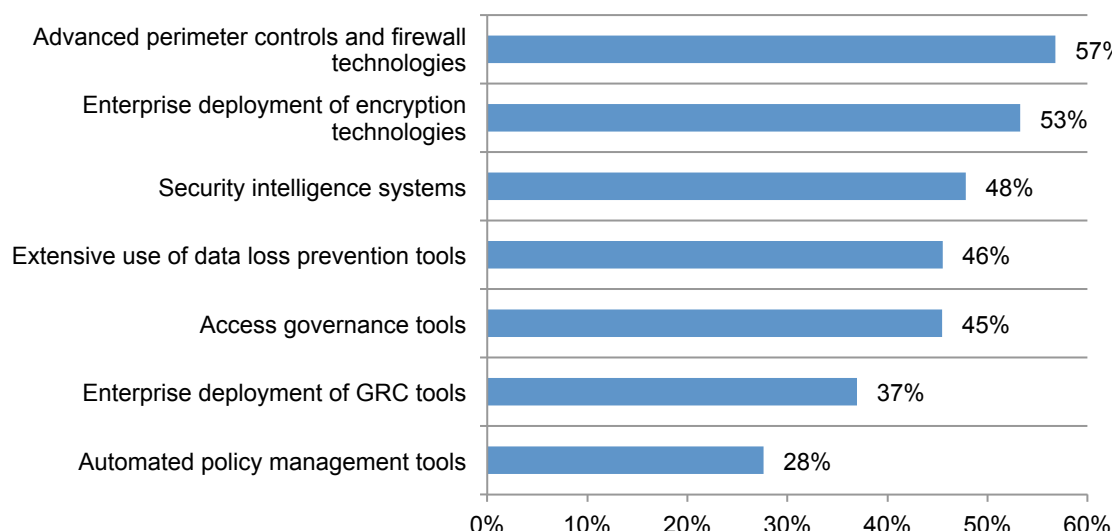 Advanced perimeter controls and firewall
technologies
57%
Enterprise deployment of encryption
technologies
53%
Security intelligence systems
48%
Extensive use of data loss prevention tools
46%
Access governance tools
45%
Enterprise deployment of GRC tools
37%
Automated policy management tools
28%
0% 10% 20% 30% 40% 50% 60%